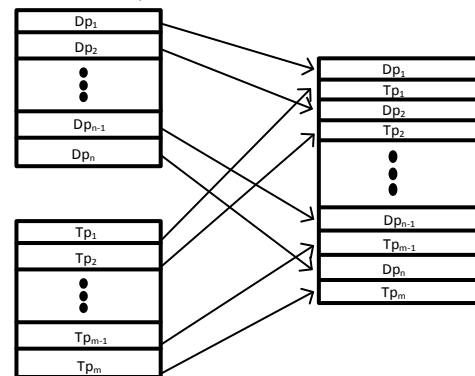 Dp₁
Dp₂
Dpₙ₋₁
Dpₙ
Tp₁
Tp₂
Tpₘ₋₁
Tpₘ
Dp₁
Tp₁
Dp₂
Tp₂
Dpₙ₋₁
Tpₘ₋₁
Dpₙ
Tpₘ